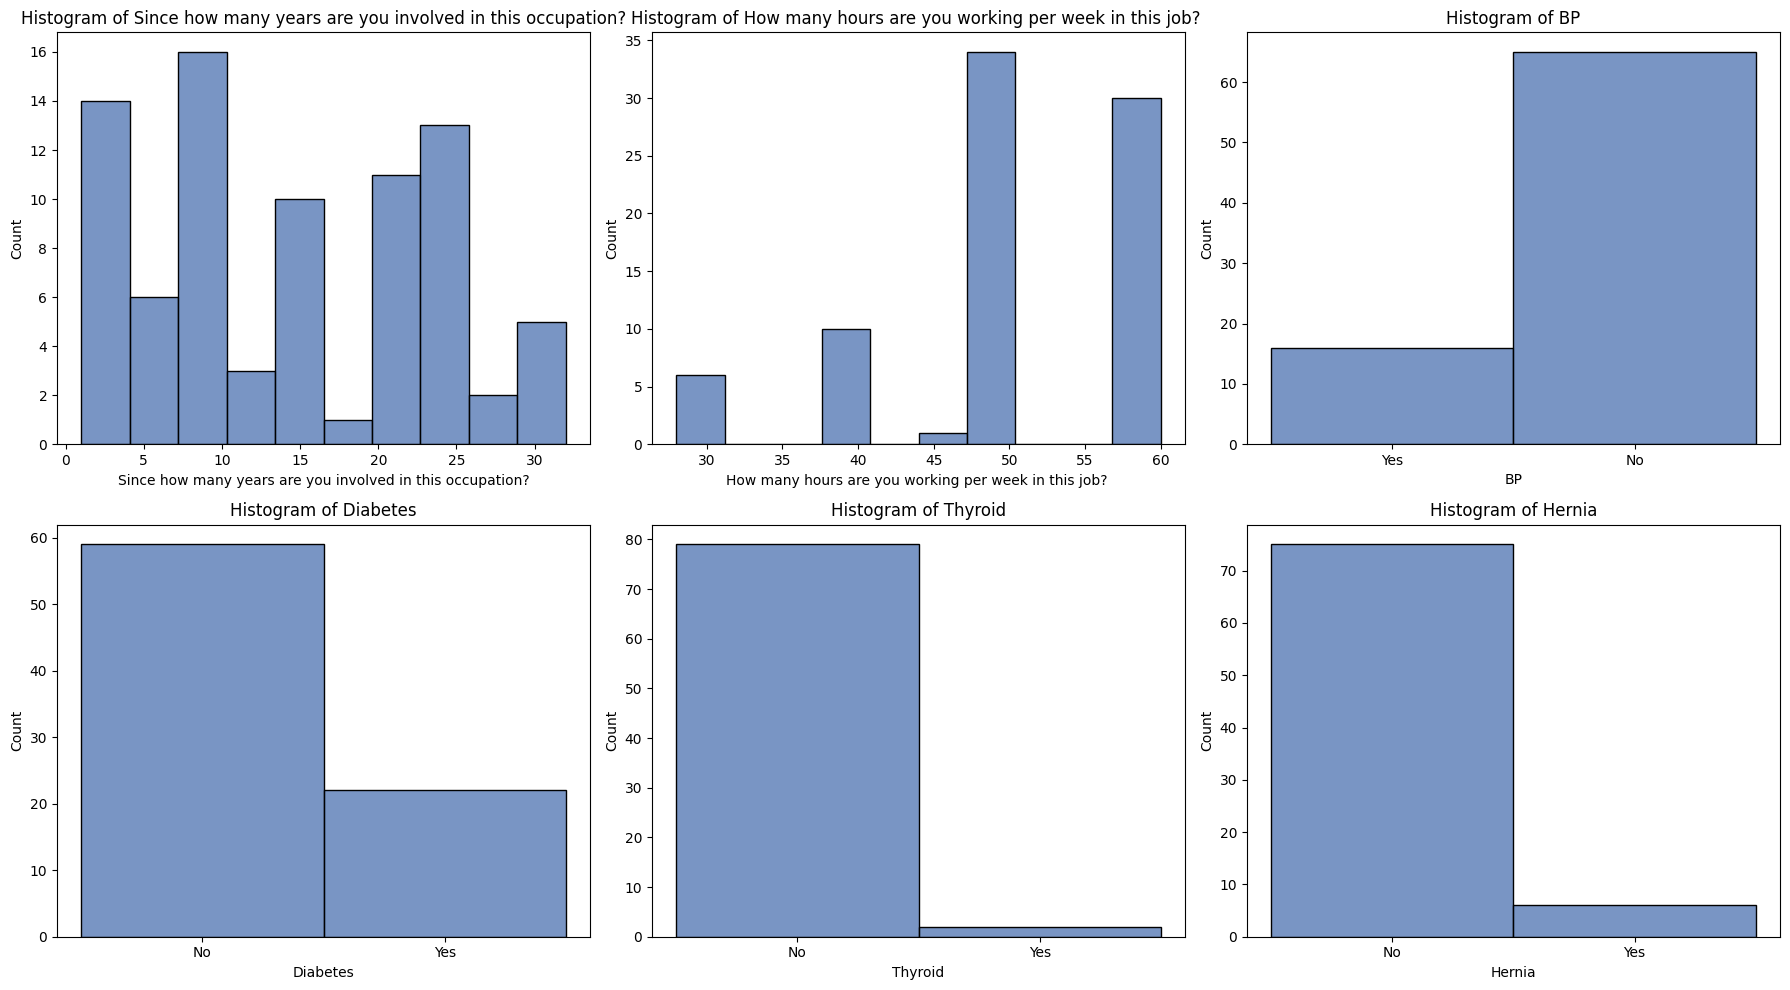 Histogram of Since how many years are you involved in this occupation?
16
14
12
10
8
6
4
2
0
Count
0 5 10 15 20 25 30
Since how many years are you involved in this occupation?
Histogram of How many hours are you working per week in this job?
35
30
25
20
15
10
5
0
Count
30 35 40 45 50 55 60
How many hours are you working per week in this job?
Histogram of BP
60
50
40
30
20
10
0
Count
Yes No
BP
Histogram of Diabetes
60
50
40
30
20
10
0
Count
No Yes
Diabetes
Histogram of Thyroid
80
70
60
50
40
30
20
10
0
Count
No Yes
Thyroid
Histogram of Hernia
70
60
50
40
30
20
10
0
Count
No Yes
Hernia